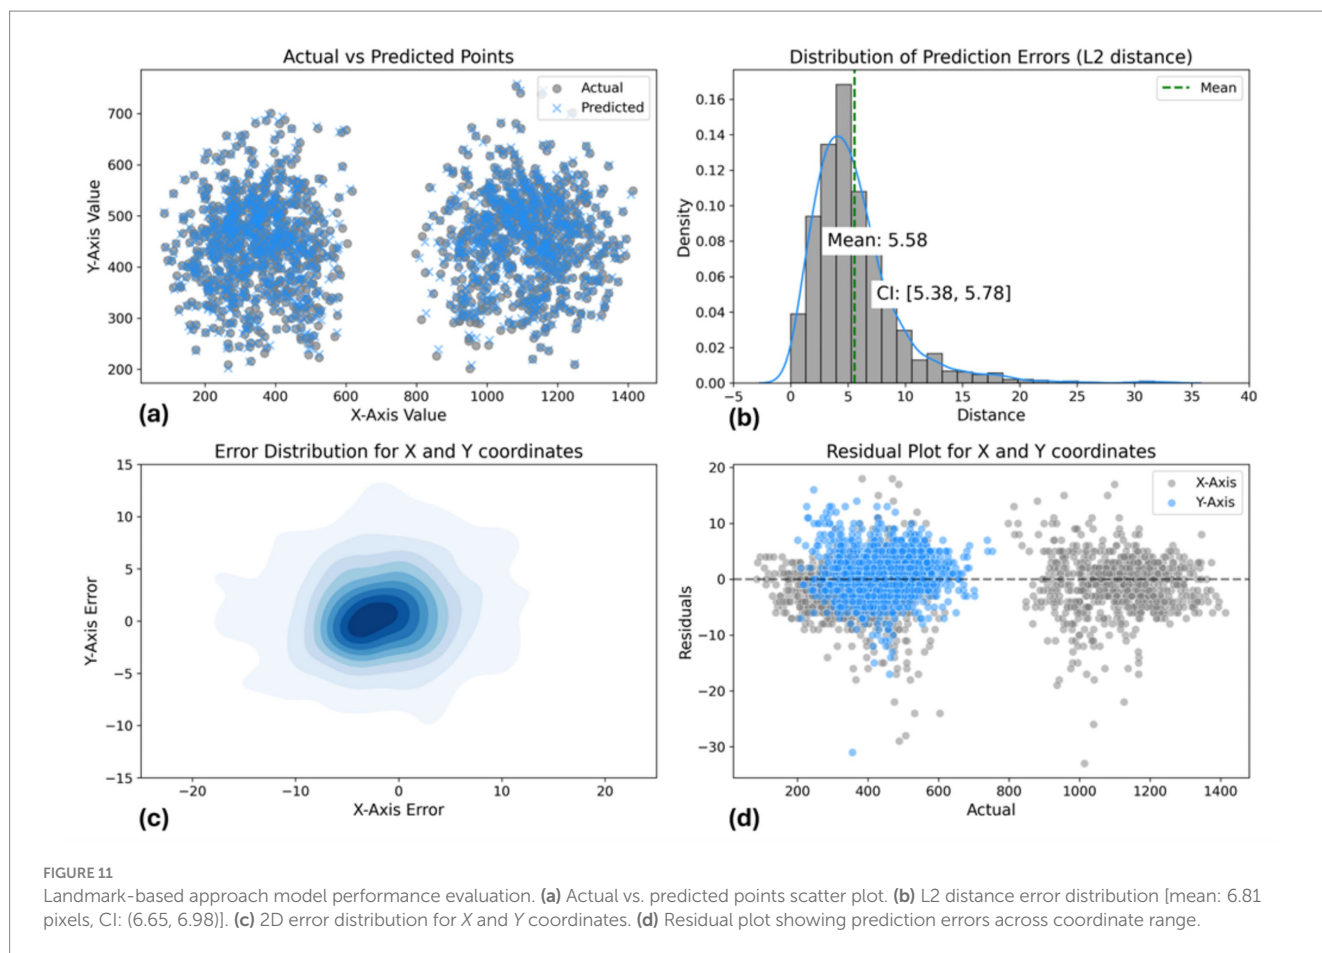 Actual vs Predicted Points
Actual
Predicted
700
600
500
400
300
200
Y-Axis Value
200 400 600 800 1000 1200 1400
X-Axis Value
(a)
Distribution of Prediction Errors (L2 distance)
Mean
0.16
0.14
0.12
0.10
0.08
0.06
0.04
0.02
0.00
Density
Mean: 5.58
CI: [5.38, 5.78]
−5 0 5 10 15 20 25 30 35 40
Distance
(b)
Error Distribution for X and Y coordinates
15
10
5
0
−5
−10
−15
Y-Axis Error
−20 −10 0 10 20
X-Axis Error
(c)
Residual Plot for X and Y coordinates
X-Axis
Y-Axis
20
10
0
−10
−20
−30
Residuals
200 400 600 800 1000 1200 1400
Actual
(d)
FIGURE 11
Landmark-based approach model performance evaluation. (a) Actual vs. predicted points scatter plot. (b) L2 distance error distribution [mean: 6.81
pixels, CI: (6.65, 6.98)]. (c) 2D error distribution for X and Y coordinates. (d) Residual plot showing prediction errors across coordinate range.